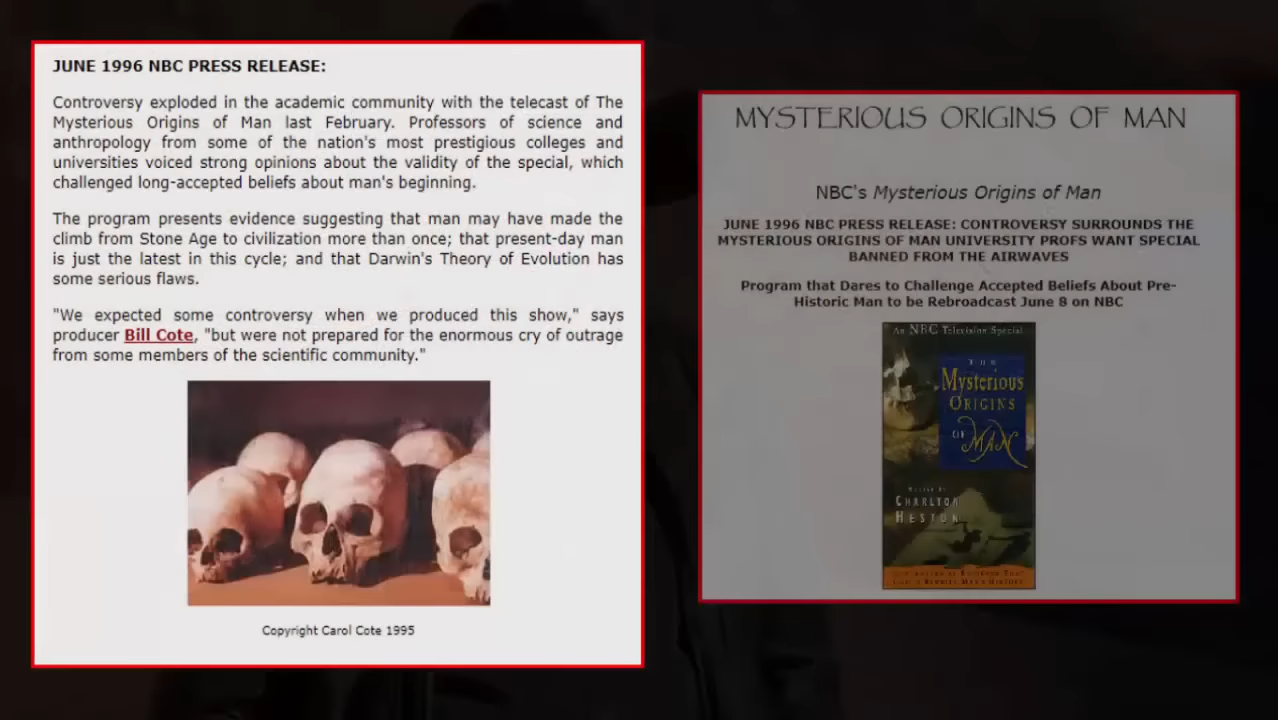 JUNE 1996 NBC PRESS RELEASE:
Controversy exploded in the academic community with the telecast of The
Mysterious Origins of Man last February. Professors of science and
anthropology from some of the nation's most prestigious colleges and
universities voiced strong opinions about the validity of the special, which
challenged long-accepted beliefs about man's beginning.
The program presents evidence suggesting that man may have made the
climb from Stone Age to civilization more than once; that present-day man
is just the latest in this cycle; and that Darwin's Theory of Evolution has
some serious flaws.
"We expected some controversy when we produced this show," says
producer Bill Cote, "but were not prepared for the enormous cry of outrage
from some members of the scientific community."
Copyright Carol Cote 1995
MYSTERIOUS ORIGINS OF MAN
NBC's Mysterious Origins of Man
JUNE 1996 NBC PRESS RELEASE: CONTROVERSY SURROUNDS THE
MYSTERIOUS ORIGINS OF MAN UNIVERSITY PROFS WANT SPECIAL
BANNED FROM THE AIRWAVES
Program that Dares to Challenge Accepted Beliefs About Pre-
Historic Man to be Rebroadcast June 8 on NBC
An NBC Television Special
THE
Mysterious
ORIGINS
OF MAN
HOSTED BY
CHARLTON
HESTON